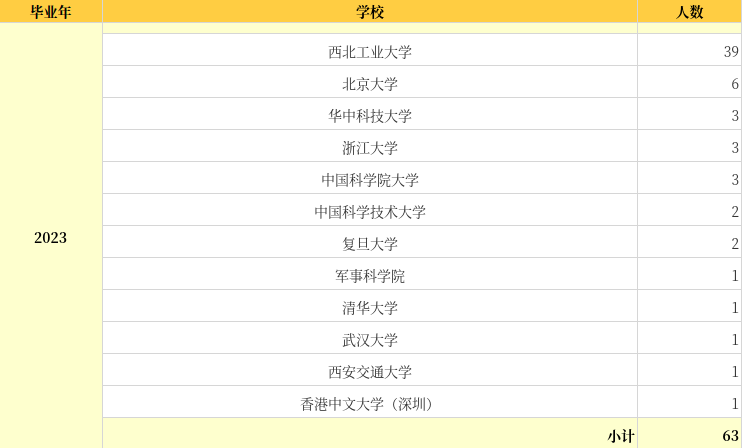 毕业年 学校 人数
西北工业大学 39
北京大学 6
华中科技大学 3
浙江大学 3
中国科学院大学 3
中国科学技术大学 2
2023
复旦大学 2
军事科学院 1
清华大学 1
武汉大学 1
西安交通大学 1
香港中文大学（深圳） 1
小计 63